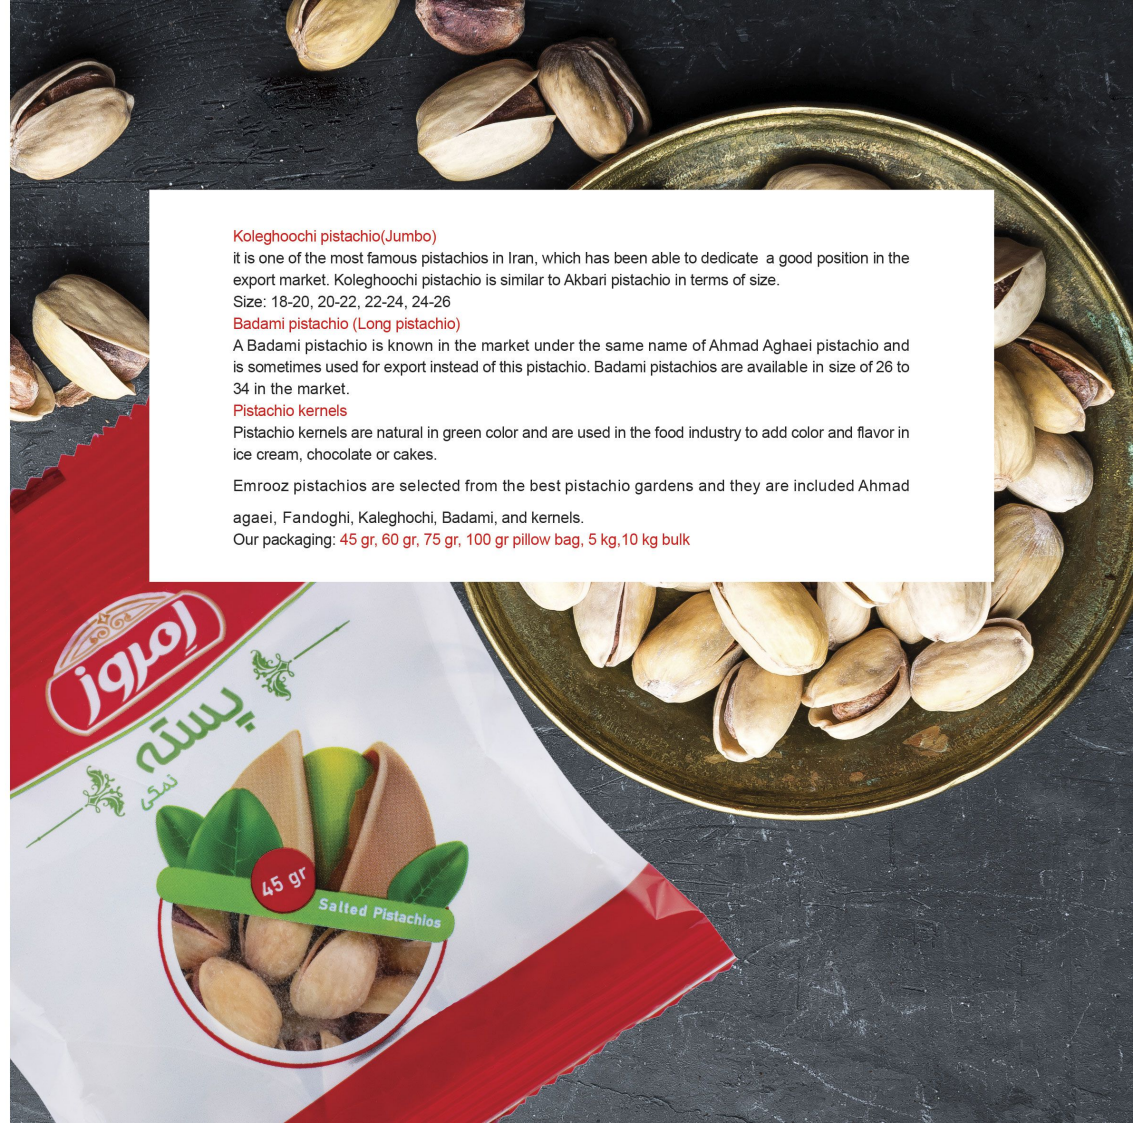 Koleghoochi pistachio(Jumbo)
it is one of the most famous pistachios in Iran, which has been able to dedicate a good position in the
export market. Koleghoochi pistachio is similar to Akbari pistachio in terms of size.
Size: 18-20, 20-22, 22-24, 24-26
Badami pistachio (Long pistachio)
A Badami pistachio is known in the market under the same name of Ahmad Aghaei pistachio and
is sometimes used for export instead of this pistachio. Badami pistachios are available in size of 26 to
34 in the market.
Pistachio kernels
Pistachio kernels are natural in green color and are used in the food industry to add color and flavor in
ice cream, chocolate or cakes.
Emrooz pistachios are selected from the best pistachio gardens and they are included Ahmad
agaei, Fandoghi, Kaleghochi, Badami, and kernels.
Our packaging: 45 gr, 60 gr, 75 gr, 100 gr pillow bag, 5 kg,10 kg bulk
امروز
پسته
نمکی
45 gr
Salted Pistachios